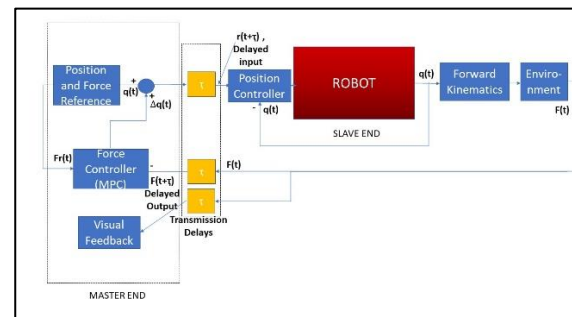 r(t+τ) ,
Delayed
input
Position
and Force
Reference
+
q(t)
+
Δq(t)
τ
Position
Controller
-
q(t)
ROBOT
SLAVE END
q(t)
Forward
Kinematics
Enviro-
nment
F(t)
Fr(t)
Force
Controller
(MPC)
-
F(t+τ)
Delayed
Output
τ
F(t)
τ
Transmission
Delays
Visual
Feedback
MASTER END